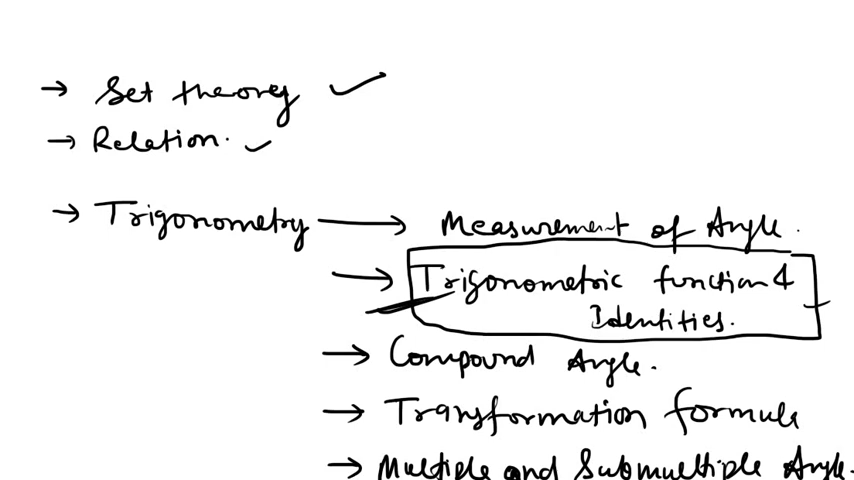 → Set theory ✓
→ Relation. ✓
→ Trigonometry → Measurement of Angle.
→ Trigonometric function &
Identities.
→ Compound Angle.
→ Transformation formula
→ Multiple and Submultiple Angle.